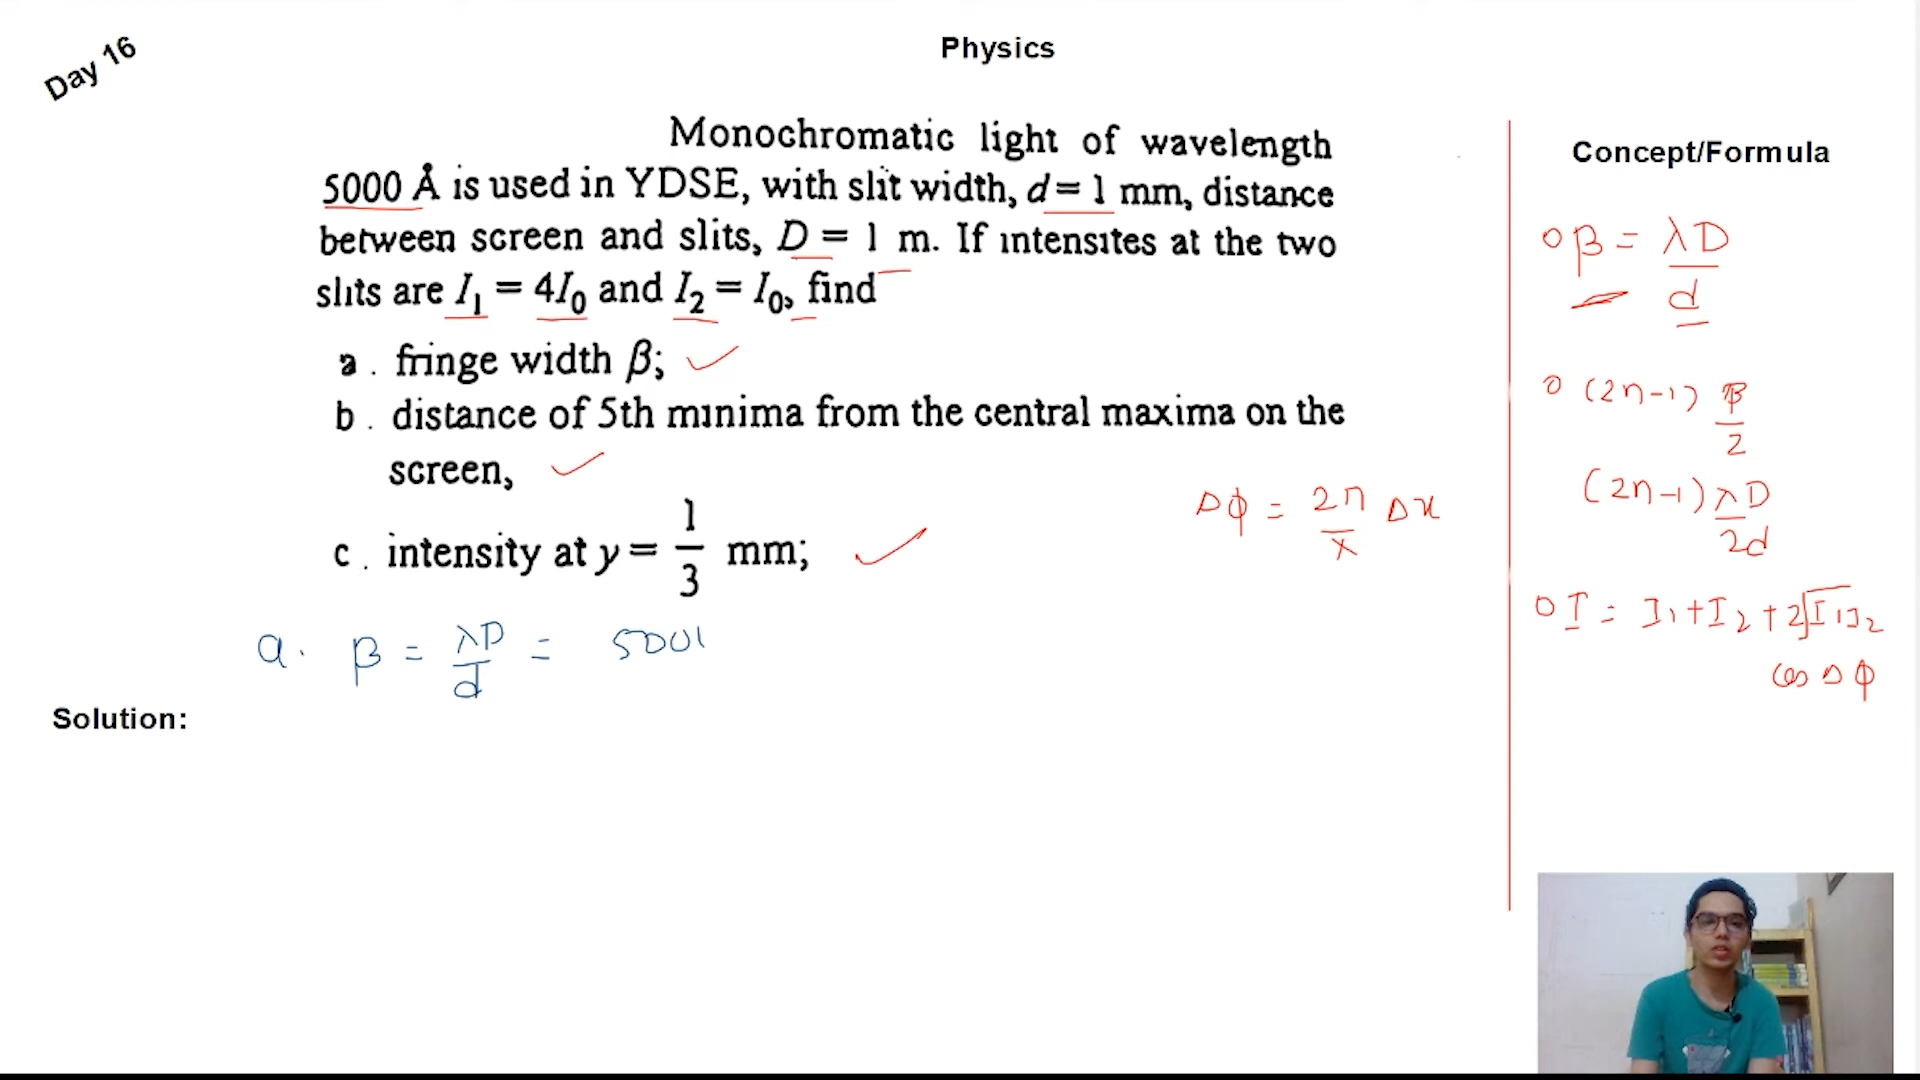 Day 16
Physics
Monochromatic light of wavelength
5000 Å is used in YDSE, with slit width, d = 1 mm, distance
between screen and slits, D = 1 m. If intensites at the two
slits are I₁ = 4I₀ and I₂ = I₀, find
a. fringe width β;
b. distance of 5th minima from the central maxima on the
screen,
c. intensity at y = 1/3 mm;
Δφ = 2π/λ Δx
a. β = λD/d = 500
Solution:
Concept/Formula
β = λD/d
(2n-1) β/2
(2n-1) λD/2d
I = I₁ + I₂ + 2√I₁I₂
cos Δφ